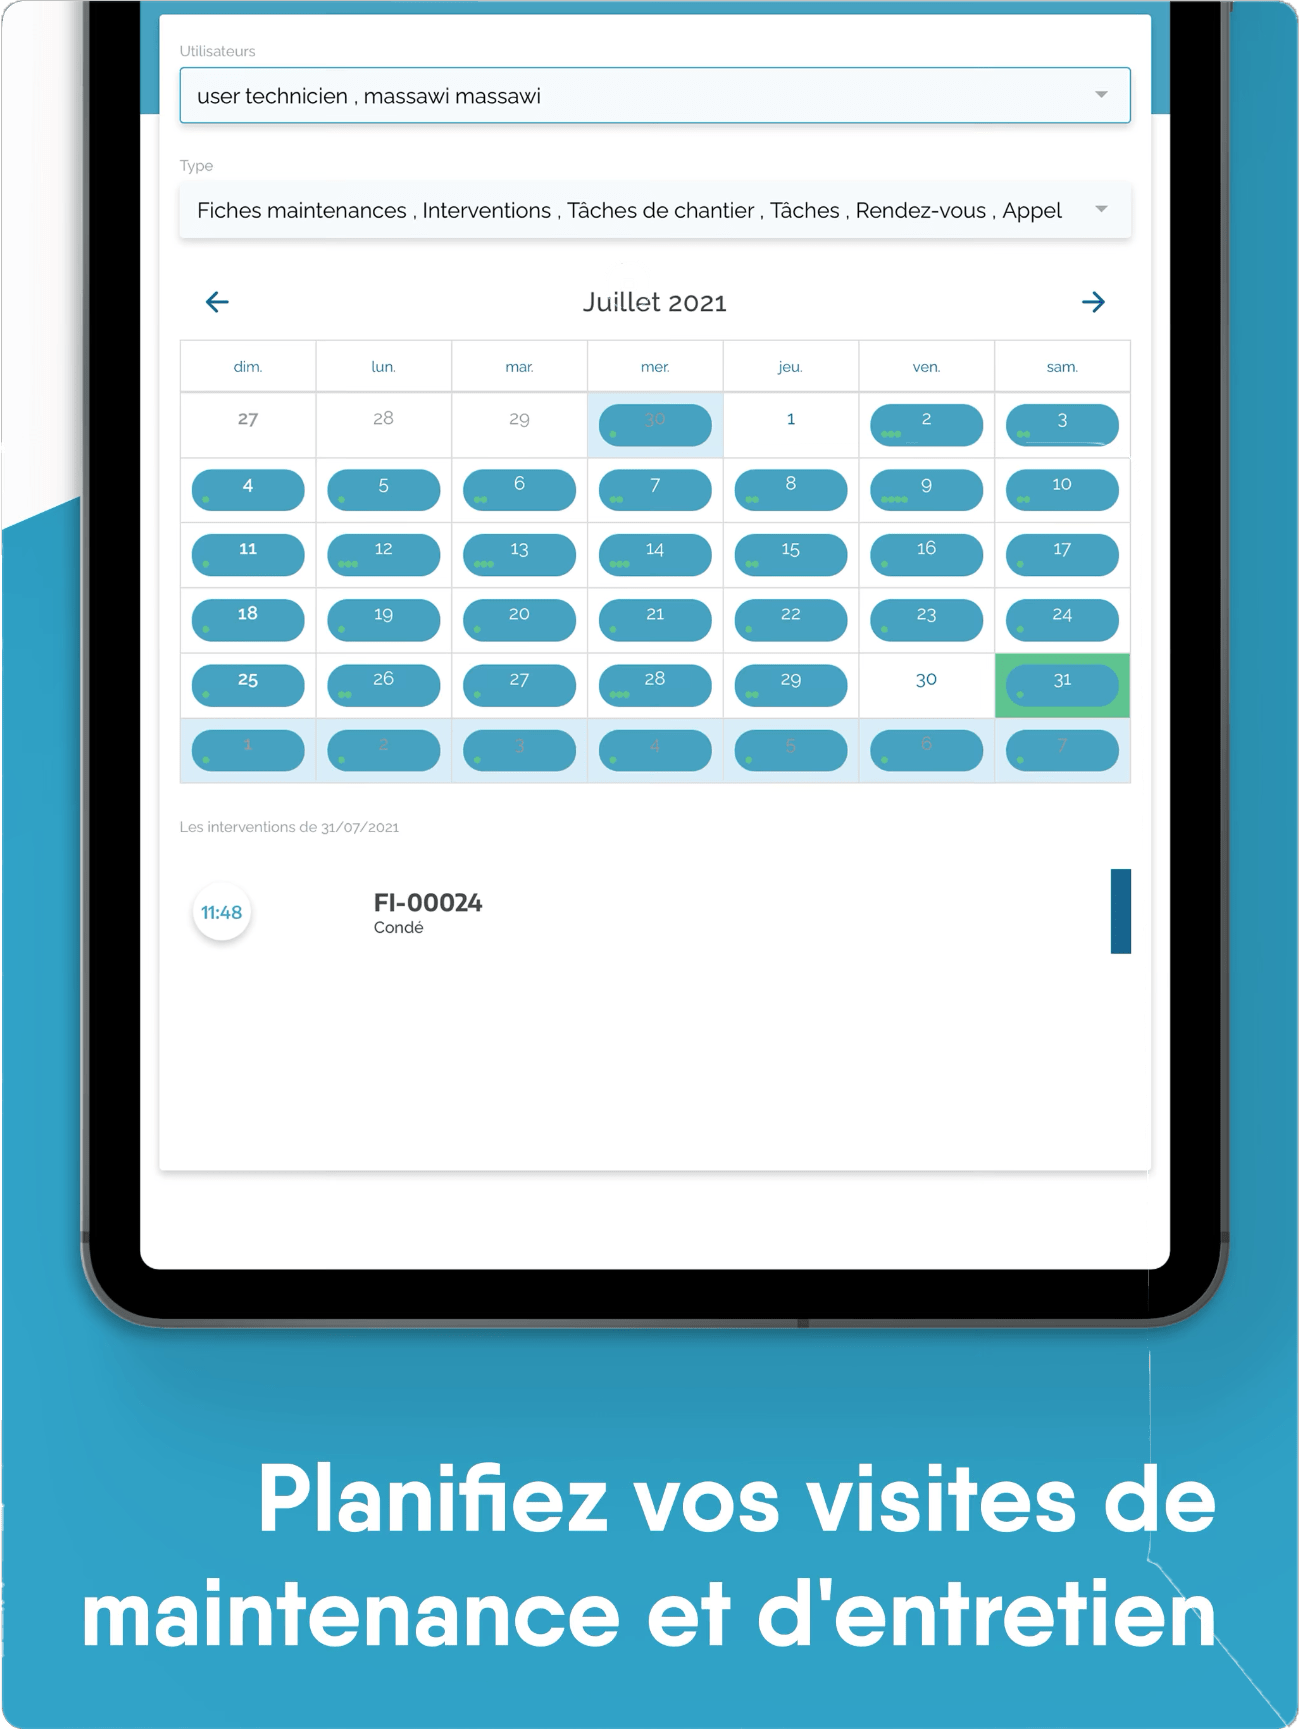 Utilisateurs
user technicien , massawi massawi
Type
Fiches maintenances , Interventions , Tâches de chantier , Tâches , Rendez-vous , Appel
Juillet 2021
dim. lun. mar. mer. jeu. ven. sam.
27 28 29 30 1 2 3
4 5 6 7 8 9 10
11 12 13 14 15 16 17
18 19 20 21 22 23 24
25 26 27 28 29 30 31
1 2 3 4 5 6 7
Les interventions de 31/07/2021
11:48 FI-00024
Condé
Planifiez vos visites de
maintenance et d'entretien